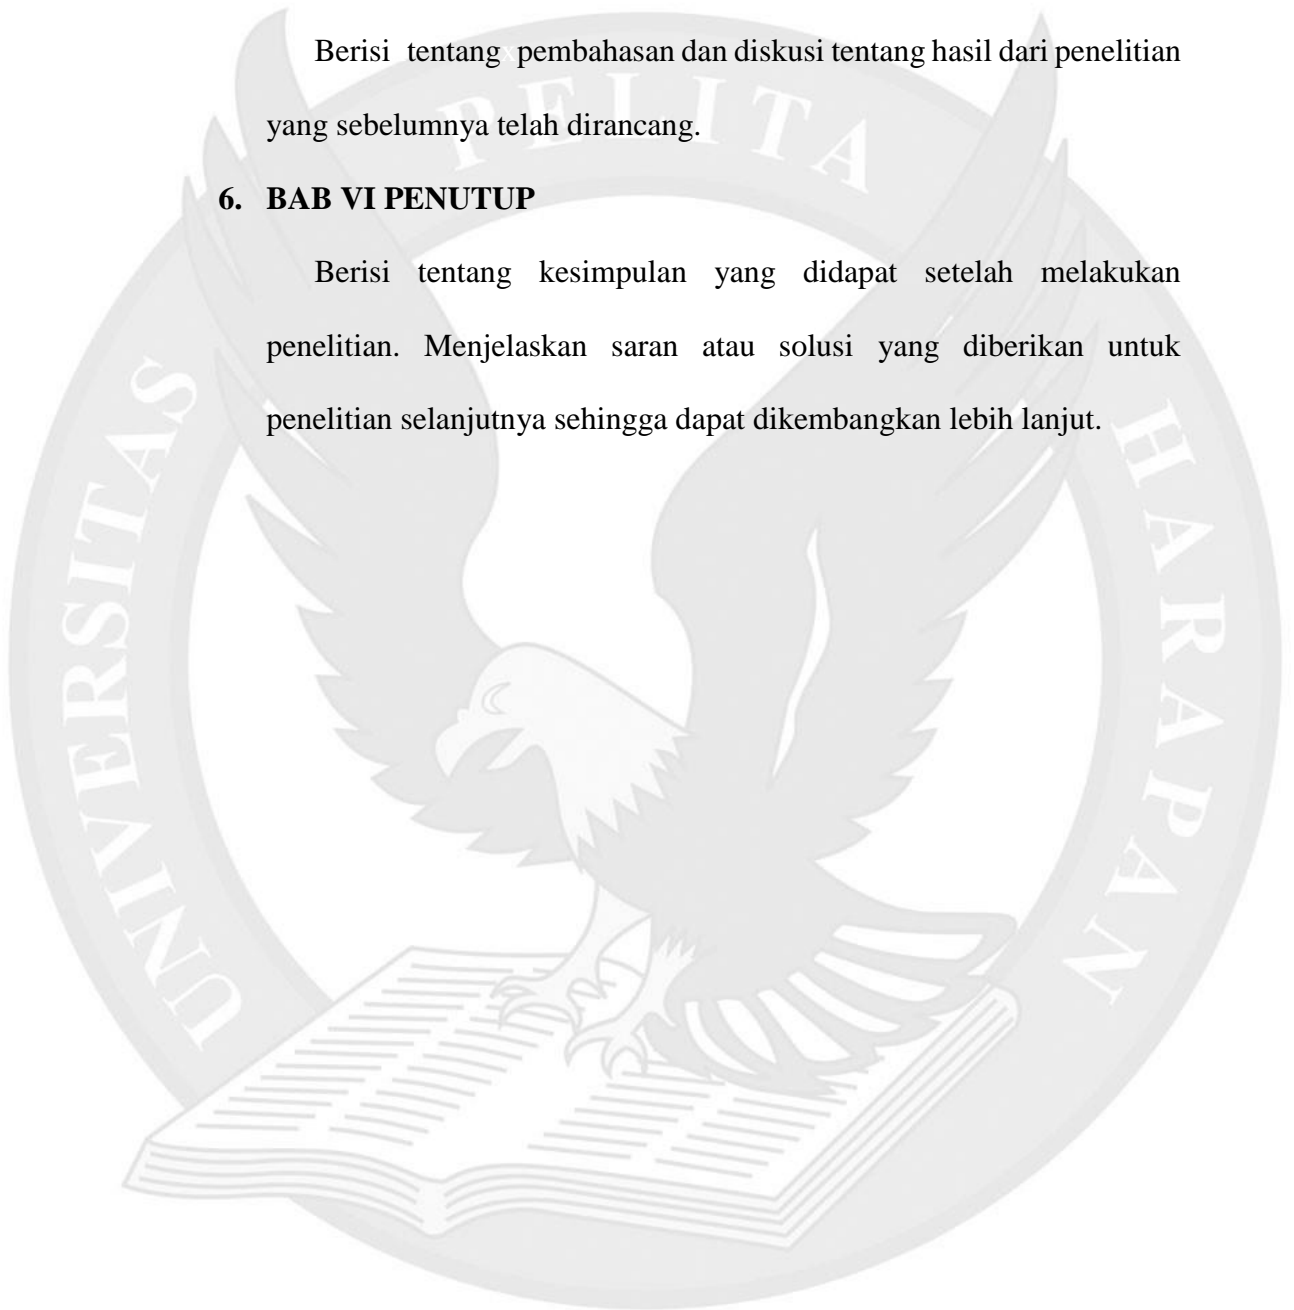 Berisi tentang pembahasan dan diskusi tentang hasil dari penelitian
yang sebelumnya telah dirancang.
6. BAB VI PENUTUP
Berisi tentang kesimpulan yang didapat setelah melakukan
penelitian. Menjelaskan saran atau solusi yang diberikan untuk
penelitian selanjutnya sehingga dapat dikembangkan lebih lanjut.
UNIVERSITAS
PELITA
HARAPAN